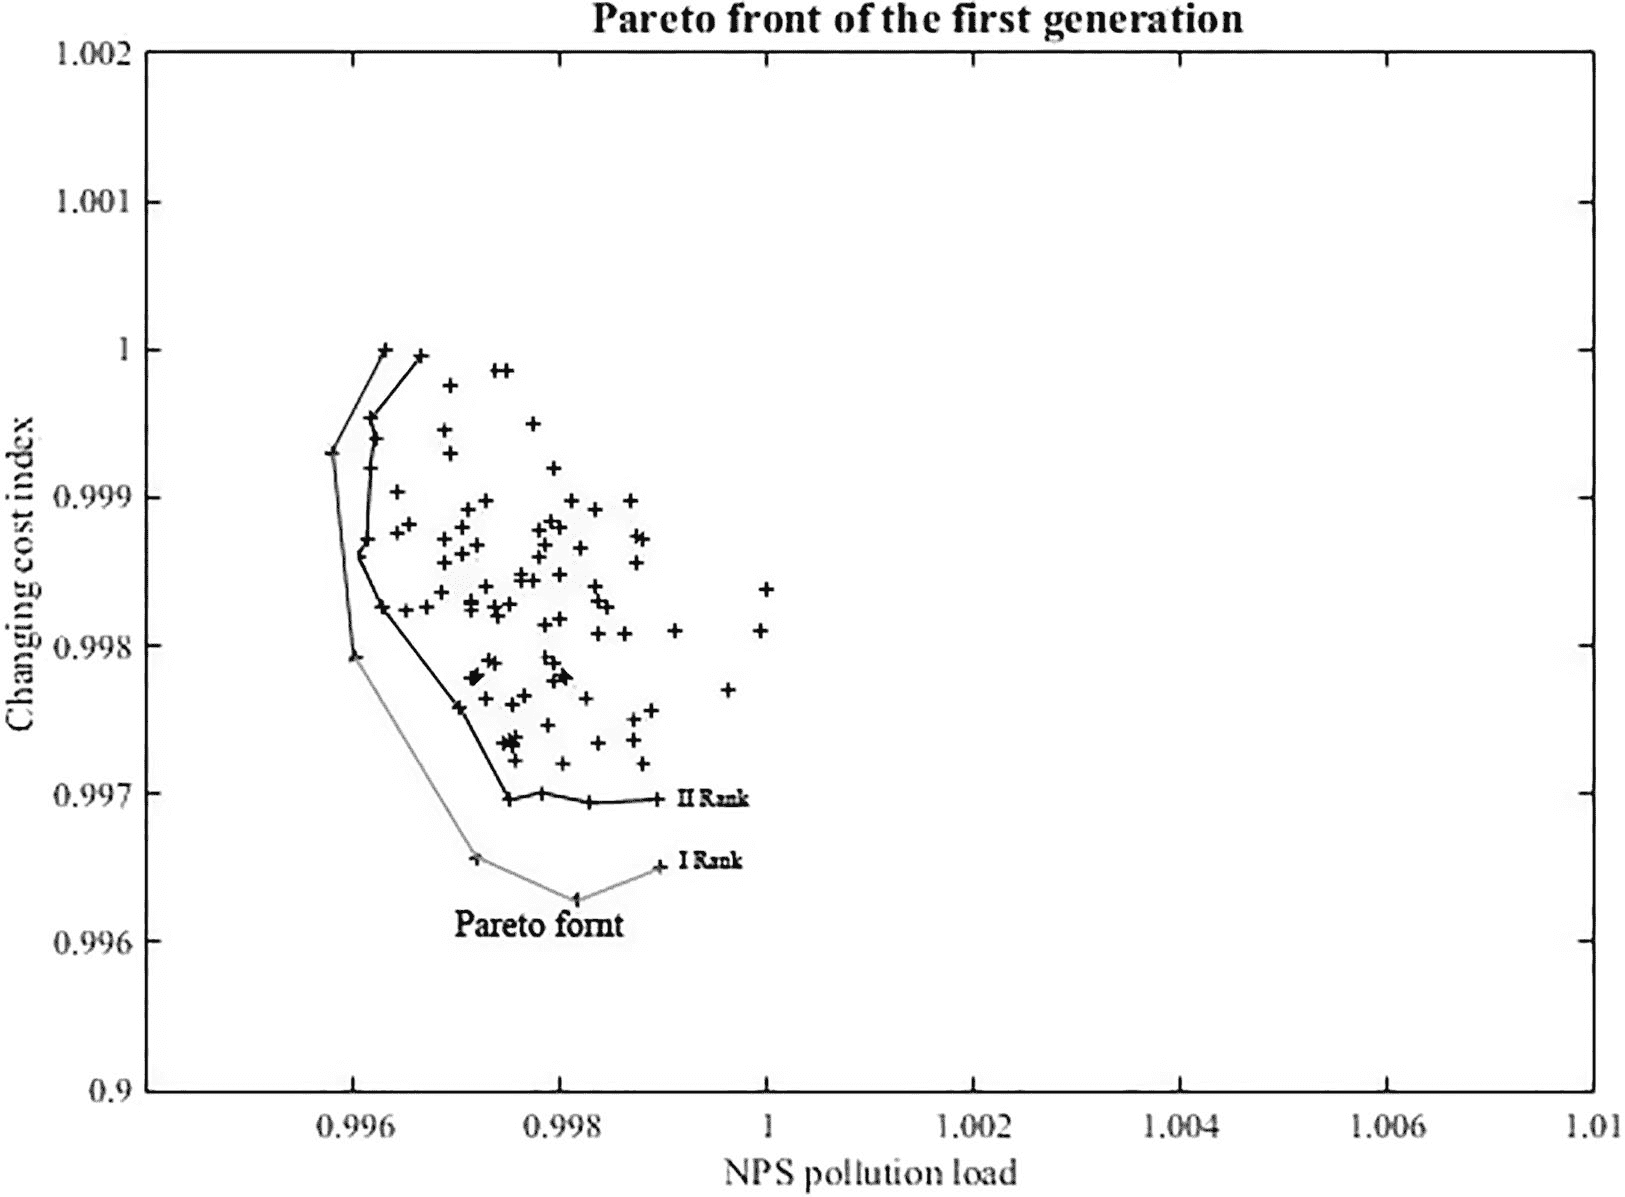 Pareto front of the first generation
1.002
1.001
1
0.999
0.998
0.997
0.996
0.9
Changing cost index
II Rank
I Rank
Pareto fornt
0.996 0.998 1 1.002 1.004 1.006 1.01
NPS pollution load